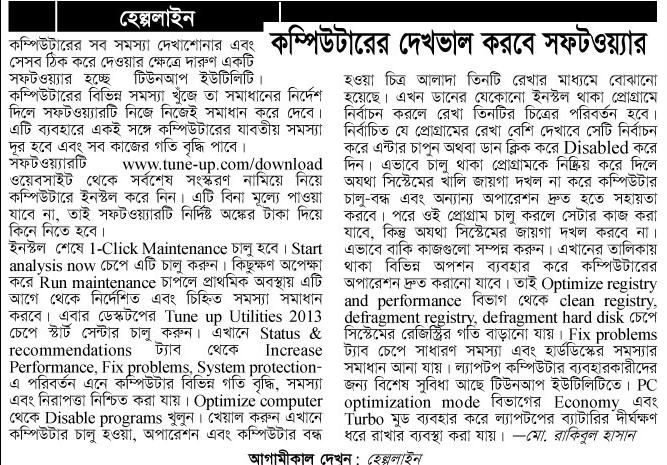 হেল্পলাইন
কম্পিউটারের দেখভাল করবে সফটওয়্যার
কম্পিউটারের সব সমস্যা দেখাশোনার এবং
সেসব ঠিক করে দেওয়ার ক্ষেত্রে দারুণ একটি
সফটওয়্যার হচ্ছে টিউনআপ ইউটিলিটি।
কম্পিউটারের বিভিন্ন সমস্যা খুঁজে তা সমাধানের নির্দেশ
দিলে সফটওয়্যারটি নিজে নিজেই সমাধান করে দেবে।
এটি ব্যবহারে একই সঙ্গে কম্পিউটারের যাবতীয় সমস্যা
দূর হবে এবং সব কাজের গতি বৃদ্ধি পাবে।
সফটওয়্যারটি www.tune-up.com/download
ওয়েবসাইট থেকে সর্বশেষ সংস্করণ নামিয়ে নিয়ে
কম্পিউটারে ইনস্টল করে নিন। এটি বিনা মূল্যে পাওয়া
যাবে না, তাই সফটওয়্যারটি নির্দিষ্ট অঙ্কের টাকা দিয়ে
কিনে নিতে হবে।
ইনস্টল শেষে 1-Click Maintenance চালু হবে। Start
analysis now চেপে এটি চালু করুন। কিছুক্ষণ অপেক্ষা
করে Run maintenance চাপলে প্রাথমিক অবস্থায় এটি
আগে থেকে নির্দেশিত এবং চিহ্নিত সমস্যা সমাধান
করবে। এবার ডেস্কটপের Tune up Utilities 2013
চেপে স্টার্ট সেন্টার চালু করুন। এখানে Status &
recommendations ট্যাব থেকে Increase
Performance, Fix problems, System protection-
এ পরিবর্তন এনে কম্পিউটার বিভিন্ন গতি বৃদ্ধি, সমস্যা
এবং নিরাপত্তা নিশ্চিত করা যায়। Optimize computer
থেকে Disable programs খুলুন। খেয়াল করুন এখানে
কম্পিউটার চালু হওয়া, অপারেশন এবং কম্পিউটার বন্ধ
হওয়া চিত্র আলাদা তিনটি রেখার মাধ্যমে বোঝানো
হয়েছে। এখন ডানের যেকোনো ইনস্টল থাকা প্রোগ্রাম
নির্বাচন করলে রেখা তিনটির চিত্রের পরিবর্তন হবে।
নির্বাচিত যে প্রোগ্রামের রেখা বেশি দেখাবে সেটি নির্বাচন
করে এন্টার চাপুন অথবা ডান ক্লিক করে Disabled করে
দিন। এভাবে চালু থাকা প্রোগ্রামকে নিষ্ক্রিয় করে দিলে
অযথা সিস্টেমের খালি জায়গা দখল না করে কম্পিউটার
চালু-বন্ধ এবং অন্যান্য অপারেশন দ্রুত হতে সহায়তা
করবে। পরে ওই প্রোগ্রাম চালু করলে সেটার কাজ করা
যাবে, কিন্তু অযথা সিস্টেমের জায়গা দখল করবে না।
এভাবে বাকি কাজগুলো সম্পন্ন করুন। এখানের তালিকায়
থাকা বিভিন্ন অপশন ব্যবহার করে কম্পিউটারের
অপারেশন দ্রুত করানো যাবে। তাই Optimize registry
and performance বিভাগ থেকে clean registry,
defragment registry, defragment hard disk চেপে
সিস্টেমের রেজিস্ট্রির গতি বাড়ানো যায়। Fix problems
ট্যাব চেপে সাধারণ সমস্যা এবং হার্ডডিস্কের সমস্যার
সমাধান আনা যায়। ল্যাপটপ কম্পিউটার ব্যবহারকারীদের
জন্য বিশেষ সুবিধা আছে টিউনআপ ইউটিলিটিতে। PC
optimization mode বিভাগের Economy এবং
Turbo মুড ব্যবহার করে ল্যাপটপের ব্যাটারির দীর্ঘক্ষণ
ধরে রাখার ব্যবস্থা করা যায়। —মো. রাকিবুল হাসান
আগামীকাল দেখুন : হেল্পলাইন